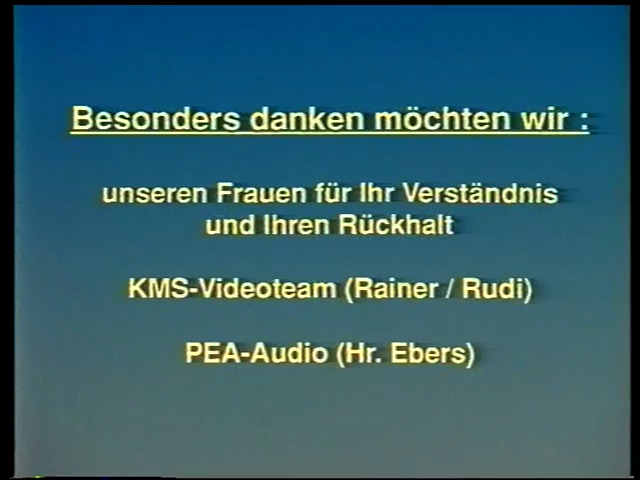 Besonders danken möchten wir :
unseren Frauen für Ihr Verständnis
und Ihren Rückhalt
KMS-Videoteam (Rainer / Rudi)
PEA-Audio (Hr. Ebers)